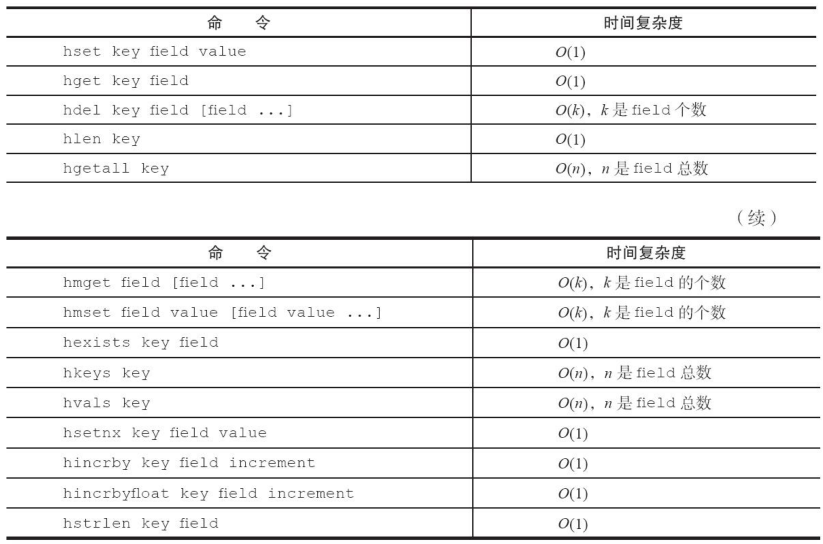 命 令 时间复杂度
hset key field value O(1)
hget key field O(1)
hdel key field [field ...] O(k)，k 是 field 个数
hlen key O(1)
hgetall key O(n)，n 是 field 总数
（续）
命 令 时间复杂度
hmget field [field ...] O(k)，k 是 field 的个数
hmset field value [field value ...] O(k)，k 是 field 的个数
hexists key field O(1)
hkeys key O(n)，n 是 field 总数
hvals key O(n)，n 是 field 总数
hsetnx key field value O(1)
hincrby key field increment O(1)
hincrbyfloat key field increment O(1)
hstrlen key field O(1)